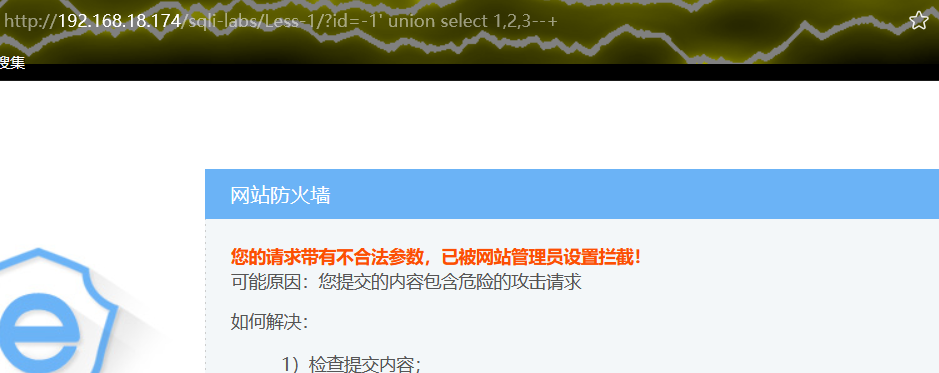 http://192.168.18.174/sqli-labs/Less-1/?id=-1' union select 1,2,3--+
搜集
网站防火墙
您的请求带有不合法参数，已被网站管理员设置拦截！
可能原因：您提交的内容包含危险的攻击请求
如何解决：
1）检查提交内容；